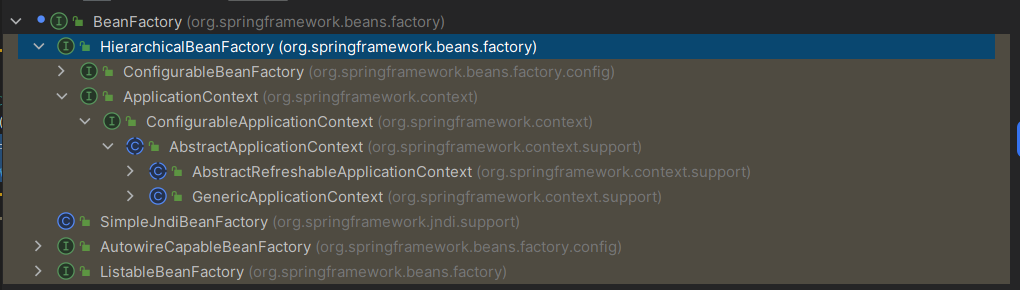 BeanFactory (org.springframework.beans.factory)
HierarchicalBeanFactory (org.springframework.beans.factory)
ConfigurableBeanFactory (org.springframework.beans.factory.config)
ApplicationContext (org.springframework.context)
ConfigurableApplicationContext (org.springframework.context)
AbstractApplicationContext (org.springframework.context.support)
AbstractRefreshableApplicationContext (org.springframework.context.support)
GenericApplicationContext (org.springframework.context.support)
SimpleJndiBeanFactory (org.springframework.jndi.support)
AutowireCapableBeanFactory (org.springframework.beans.factory.config)
ListableBeanFactory (org.springframework.beans.factory)